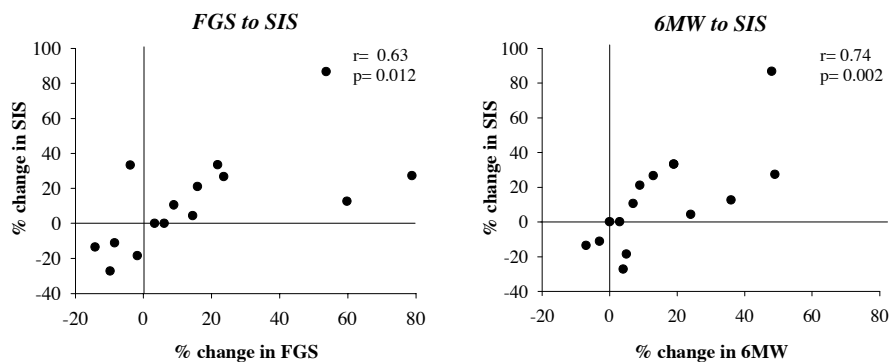 FGS to SIS
r= 0.63
p= 0.012
100
80
60
40
20
0
-20
-40
% change in SIS
-20 0 20 40 60 80
% change in FGS
6MW to SIS
r= 0.74
p= 0.002
100
80
60
40
20
0
-20
-40
% change in SIS
-20 0 20 40 60 80
% change in 6MW